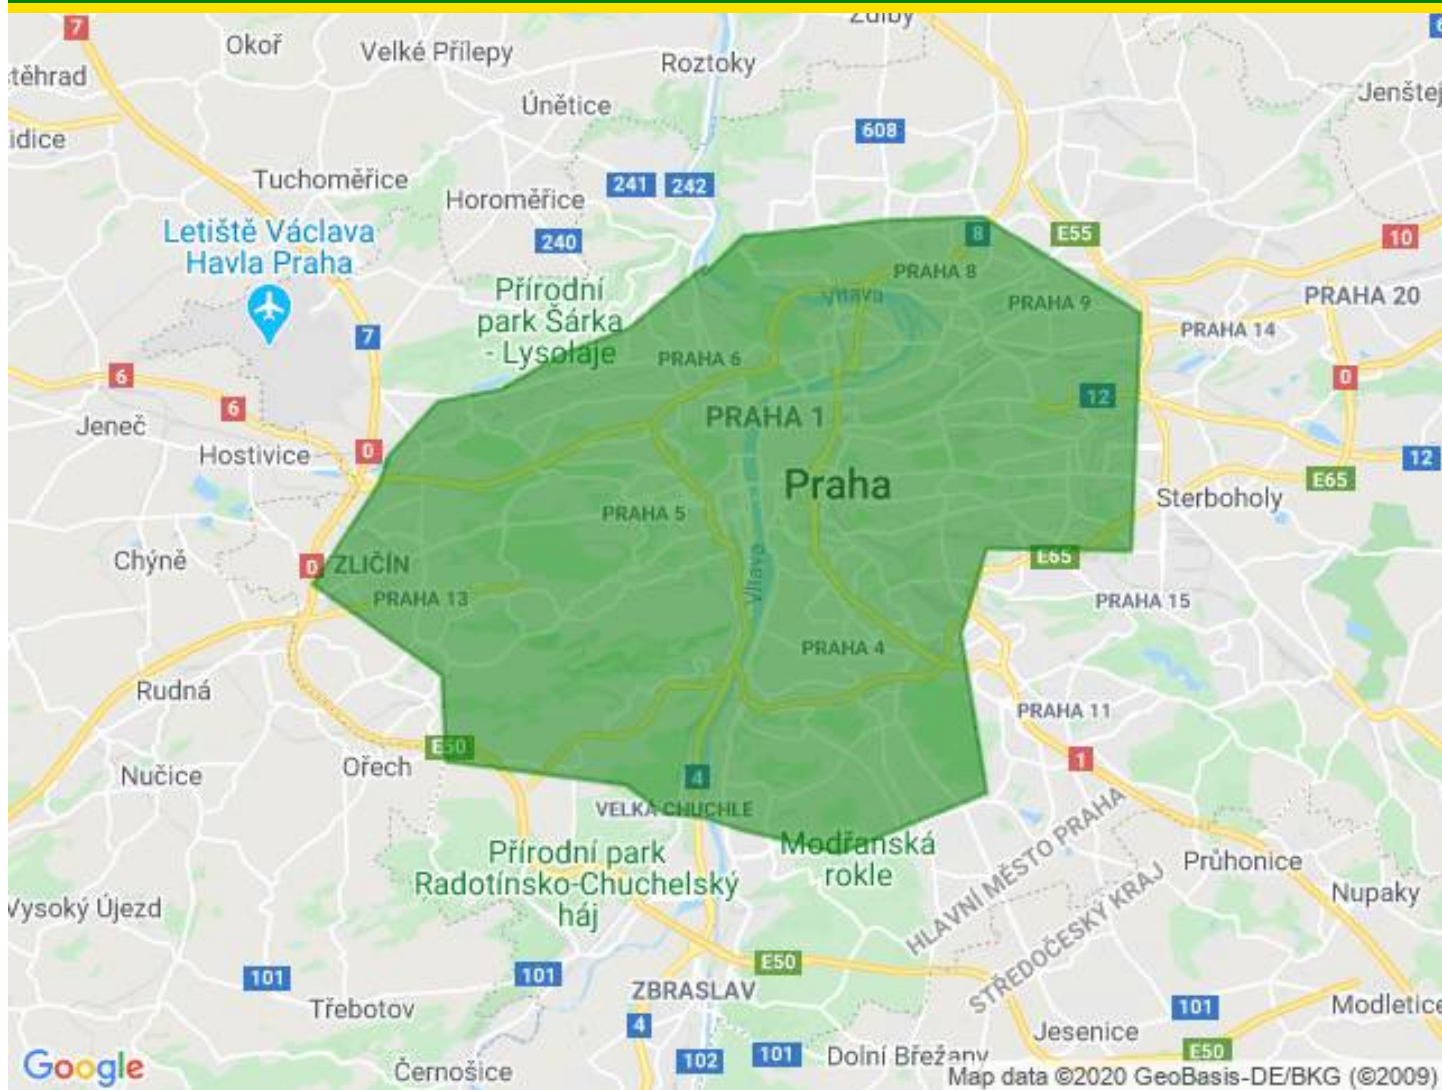 Zdiby
7
Okoř
Velké Přílepy
Roztoky
těhrad
Únětice
Jenštej
608
idice
Tuchoměřice
Horoměřice
241
242
Letiště Václava
Havla Praha
240
8
E55
10
PRAHA 8
Přírodní
park Šárka
- Lysolaje
Vltava
PRAHA 9
PRAHA 20
7
PRAHA 14
PRAHA 6
6
0
6
12
Jeneč
PRAHA 1
Hostivice
0
12
E65
Praha
Sterboholy
PRAHA 5
Chýně
0
ZLIČÍN
E65
Vltava
PRAHA 13
PRAHA 15
PRAHA 4
Rudná
PRAHA 11
E50
1
Nučice
Ořech
4
VELKÁ CHUCHLE
Modřanská
rokle
Přírodní park
Radotínsko-Chuchelský
háj
HLAVNÍ MĚSTO PRAHA
STŘEDOČESKÝ KRAJ
Průhonice
Nupaky
Vysoký Újezd
E50
101
101
ZBRASLAV
Třebotov
4
101
Modletice
Jesenice
E50
Google
Černošice
102
101
Dolní Břežany
Map data ©2020 GeoBasis-DE/BKG (©2009)